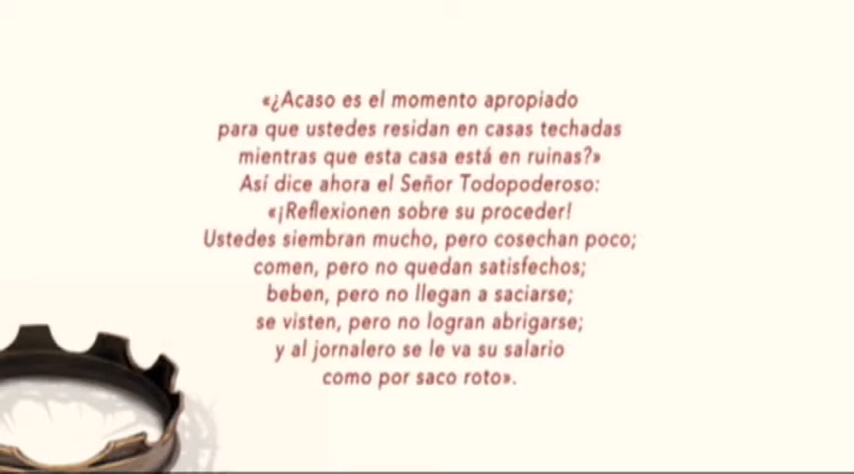 «¿Acaso es el momento apropiado
para que ustedes residan en casas techadas
mientras que esta casa está en ruinas?»
Así dice ahora el Señor Todopoderoso:
«¡Reflexionen sobre su proceder!
Ustedes siembran mucho, pero cosechan poco;
comen, pero no quedan satisfechos;
beben, pero no llegan a saciarse;
se visten, pero no logran abrigarse;
y al jornalero se le va su salario
como por saco roto».